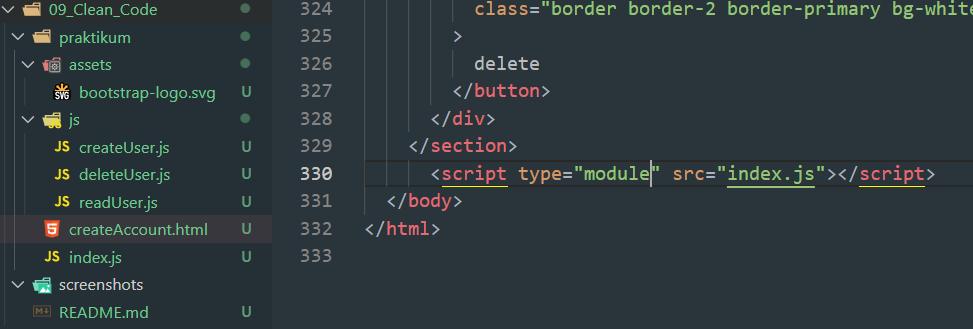 09_Clean_Code
praktikum
assets
SVG bootstrap-logo.svg U
js
JS createUser.js U
JS deleteUser.js U
JS readUser.js U
5 createAccount.html U
JS index.js U
screenshots
M README.md U
324 class="border border-2 border-primary bg-white
325 >
326 delete
327 </button>
328 </div>
329 </section>
330 <script type="module" src="index.js"></script>
331 </body>
332 </html>
333